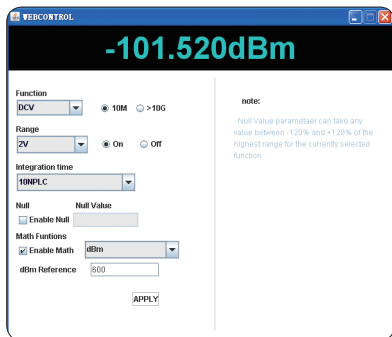 WEBCONTROL
-101.520dBm
Function
DCV 10M >10G
Range
2V On Off
Integration time
10NPLC
Null Null Value
Enable Null
Math Funtions
Enable Math dBm
dBm Reference 600
APPLY
note:
Null Value parametaer can take any
value between -120% and +120% of the
highest range for the currently selected
function.